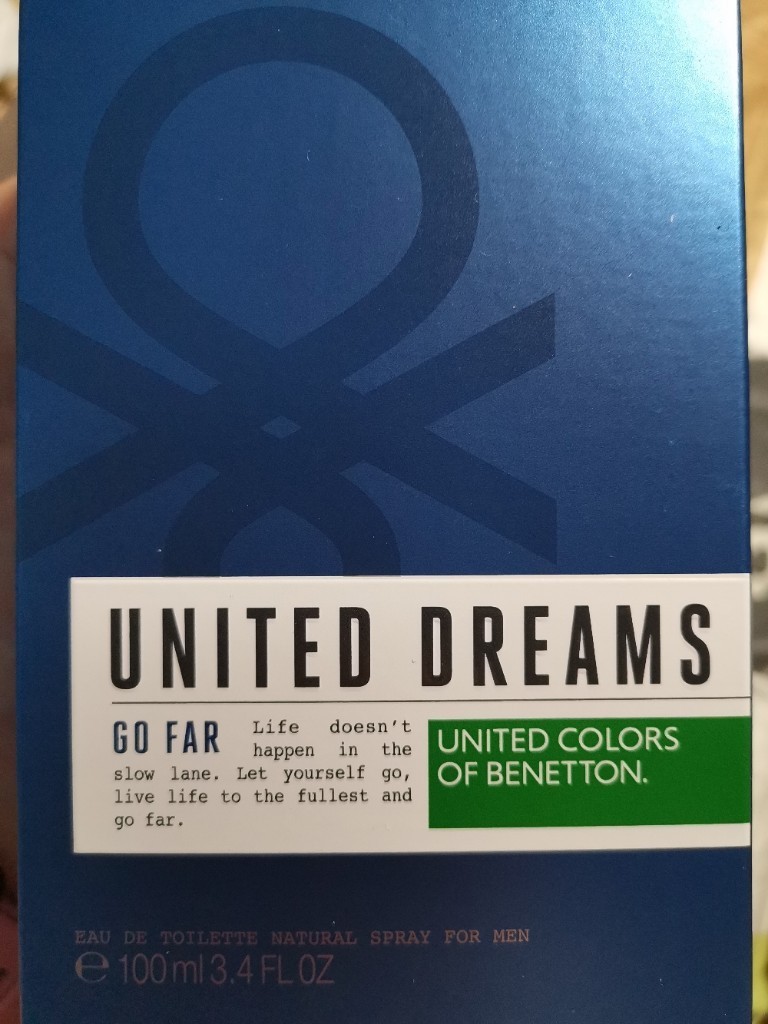 UNITED DREAMS
GO FAR Life doesn't
happen in the
slow lane. Let yourself go,
live life to the fullest and
go far.
UNITED COLORS
OF BENETTON.
EAU DE TOILETTE NATURAL SPRAY FOR MEN
℮ 100 ml 3.4 FL OZ